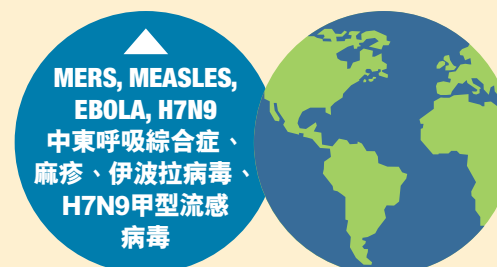 MERS, MEASLES,
EBOLA, H7N9
中東呼吸綜合症、
麻疹、伊波拉病毒、
H7N9甲型流感
病毒